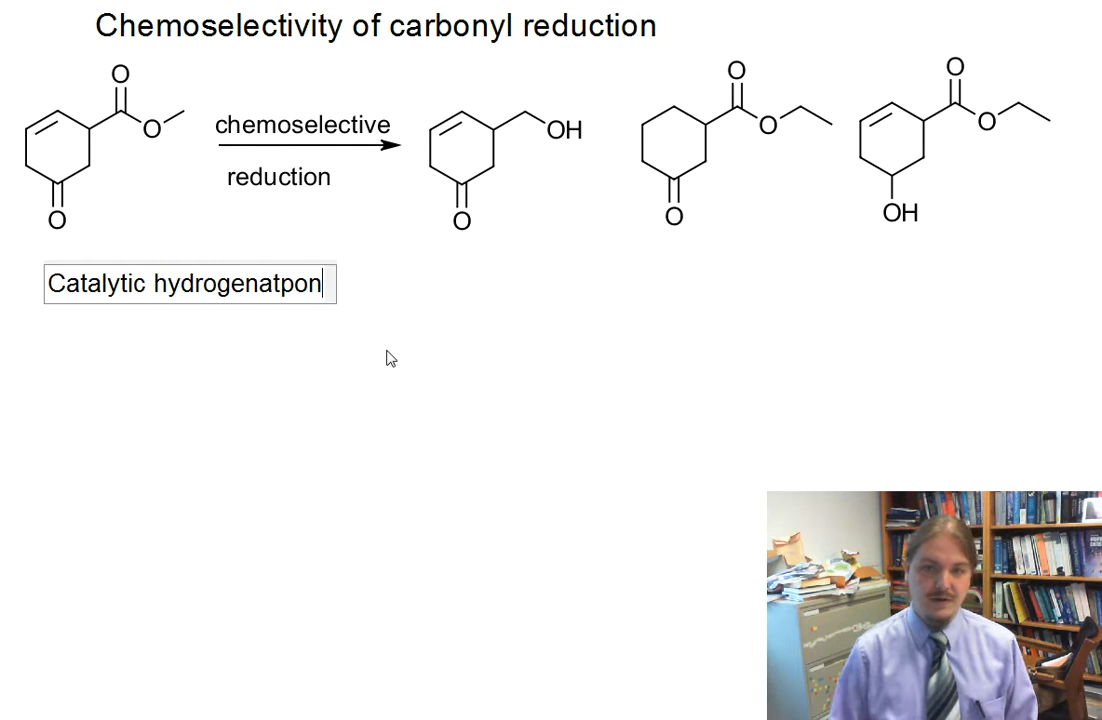 Chemoselectivity of carbonyl reduction
O
O
O
O
O
O
chemoselective
OH
reduction
O
O
O
OH
Catalytic hydrogenatpon